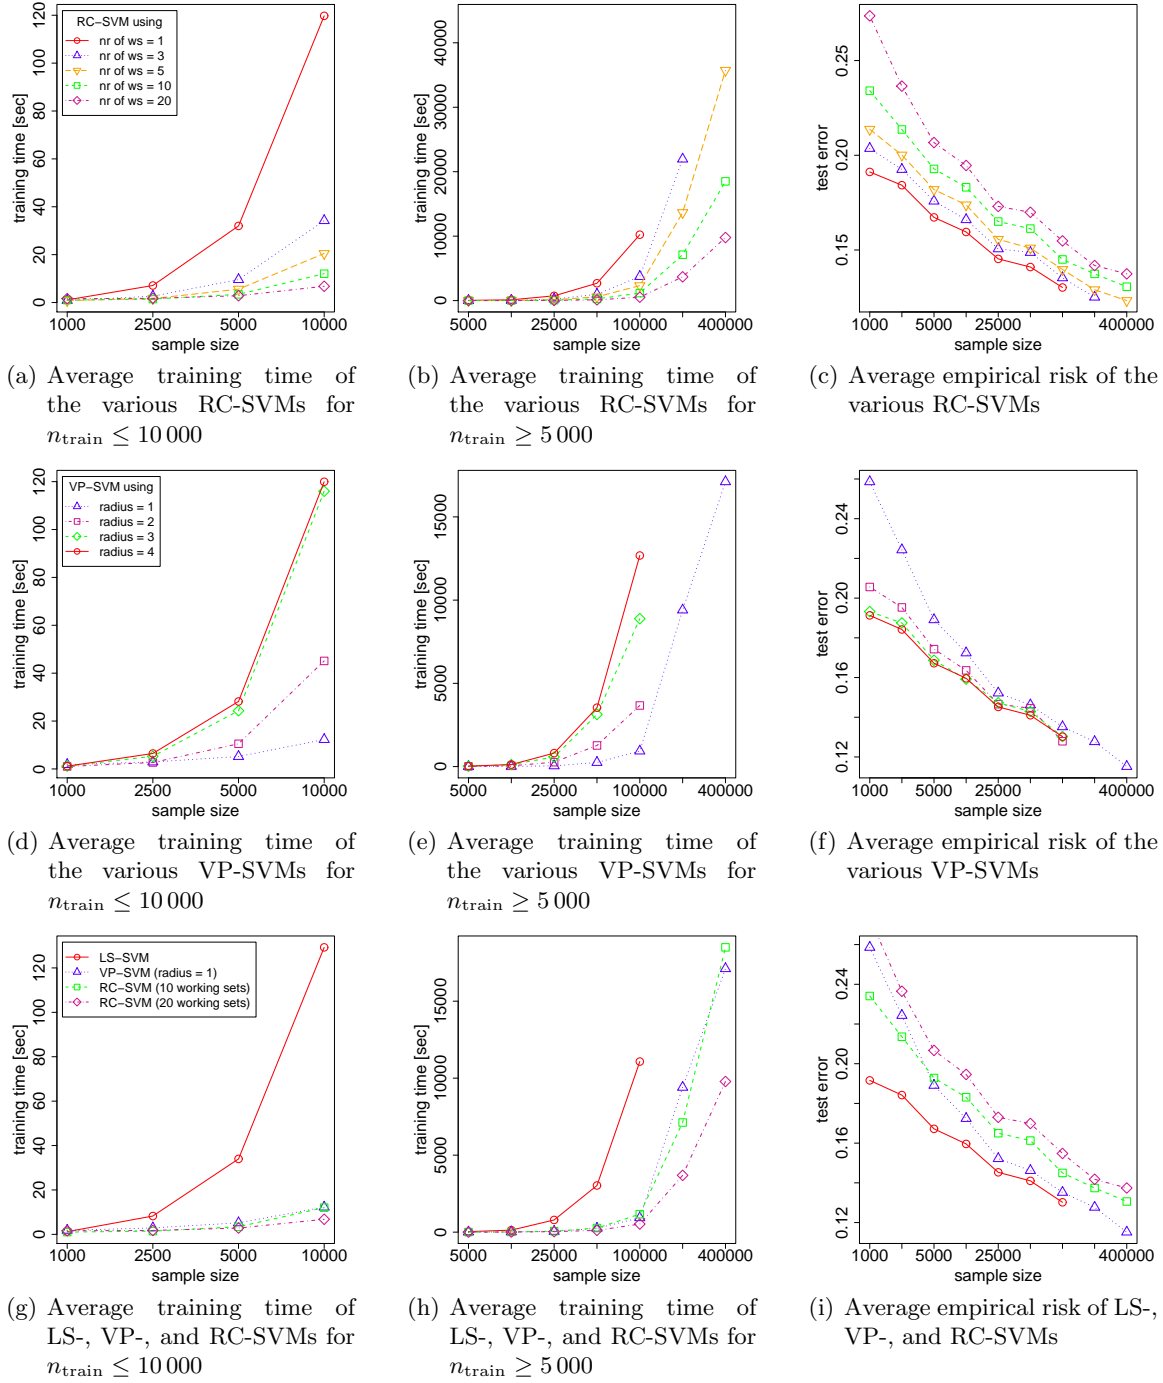 training time [sec]
0 20 40 60 80 100 120
RC−SVM using
nr of ws = 1
nr of ws = 3
nr of ws = 5
nr of ws = 10
nr of ws = 20
1000 2500 5000 10000
sample size
training time [sec]
0 10000 20000 30000 40000
5000 25000 100000 400000
sample size
test error
0.15 0.20 0.25
1000 5000 25000 400000
sample size
(a) Average training time of
the various RC-SVMs for
n_train ≤ 10 000
(b) Average training time of
the various RC-SVMs for
n_train ≥ 5 000
(c) Average empirical risk of the
various RC-SVMs
training time [sec]
0 20 40 60 80 100 120
VP−SVM using
radius = 1
radius = 2
radius = 3
radius = 4
1000 2500 5000 10000
sample size
training time [sec]
0 5000 10000 15000
5000 25000 100000 400000
sample size
test error
0.12 0.16 0.20 0.24
1000 5000 25000 400000
sample size
(d) Average training time of
the various VP-SVMs for
n_train ≤ 10 000
(e) Average training time of
the various VP-SVMs for
n_train ≥ 5 000
(f) Average empirical risk of the
various VP-SVMs
training time [sec]
0 20 40 60 80 100 120
LS−SVM
VP−SVM (radius = 1)
RC−SVM (10 working sets)
RC−SVM (20 working sets)
1000 2500 5000 10000
sample size
training time [sec]
0 5000 10000 15000
5000 25000 100000 400000
sample size
test error
0.12 0.16 0.20 0.24
1000 5000 25000 400000
sample size
(g) Average training time of
LS-, VP-, and RC-SVMs for
n_train ≤ 10 000
(h) Average training time of
LS-, VP-, and RC-SVMs for
n_train ≥ 5 000
(i) Average empirical risk of LS-,
VP-, and RC-SVMs